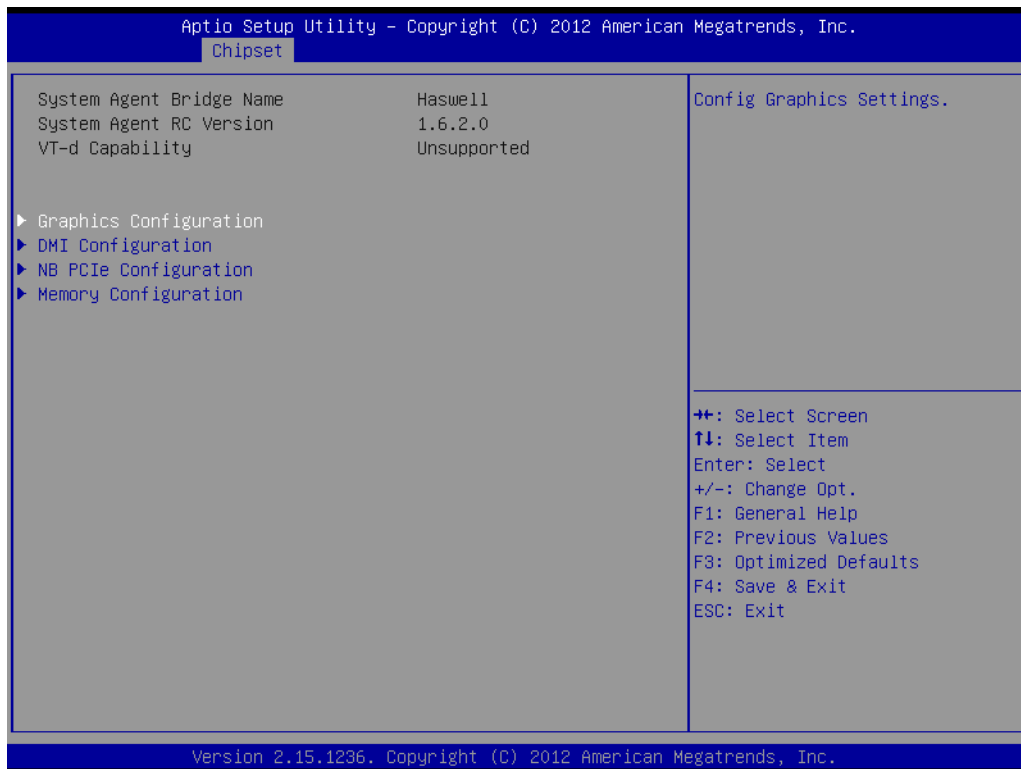 Aptio Setup Utility – Copyright (C) 2012 American Megatrends, Inc.
Chipset
System Agent Bridge Name Haswell
System Agent RC Version 1.6.2.0
VT-d Capability Unsupported
▶ Graphics Configuration
▶ DMI Configuration
▶ NB PCIe Configuration
▶ Memory Configuration
Config Graphics Settings.
→←: Select Screen
↑↓: Select Item
Enter: Select
+/-: Change Opt.
F1: General Help
F2: Previous Values
F3: Optimized Defaults
F4: Save & Exit
ESC: Exit
Version 2.15.1236. Copyright (C) 2012 American Megatrends, Inc.